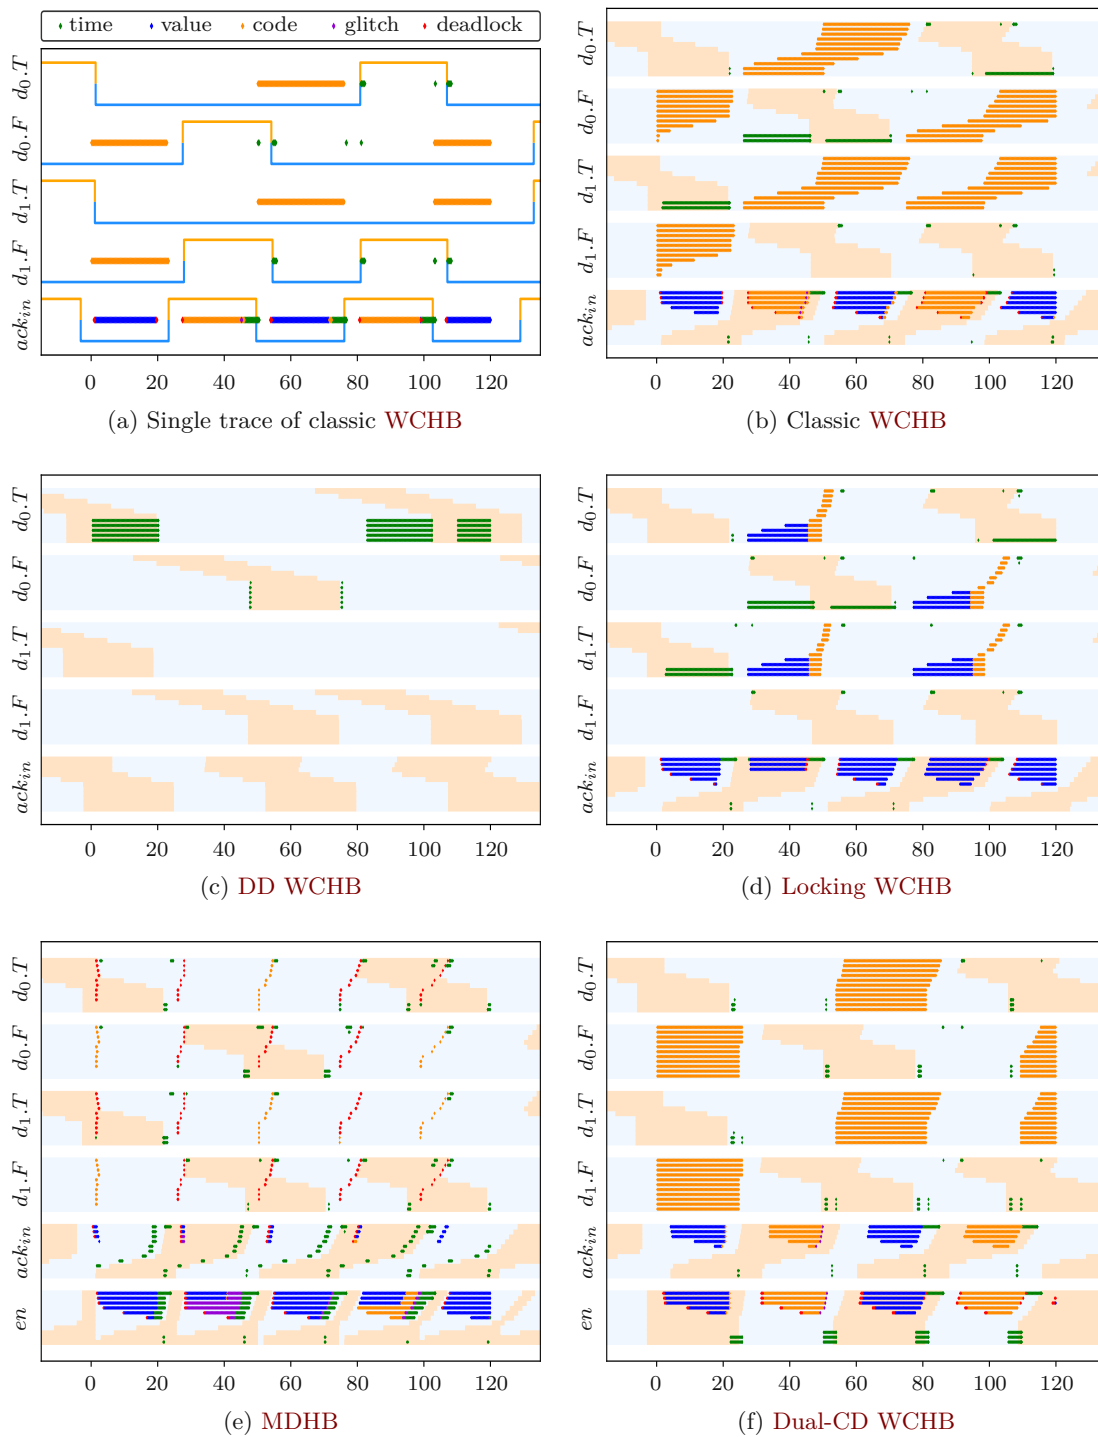 time value code glitch deadlock
d₀.T
d₀.F
d₁.T
d₁.F
ackᵢₙ
0 20 40 60 80 100 120
(a) Single trace of classic WCHB
d₀.T
d₀.F
d₁.T
d₁.F
ackᵢₙ
0 20 40 60 80 100 120
(b) Classic WCHB
d₀.T
d₀.F
d₁.T
d₁.F
ackᵢₙ
0 20 40 60 80 100 120
(c) DD WCHB
d₀.T
d₀.F
d₁.T
d₁.F
ackᵢₙ
0 20 40 60 80 100 120
(d) Locking WCHB
d₀.T
d₀.F
d₁.T
d₁.F
ackᵢₙ
en
0 20 40 60 80 100 120
(e) MDHB
d₀.T
d₀.F
d₁.T
d₁.F
ackᵢₙ
en
0 20 40 60 80 100 120
(f) Dual-CD WCHB